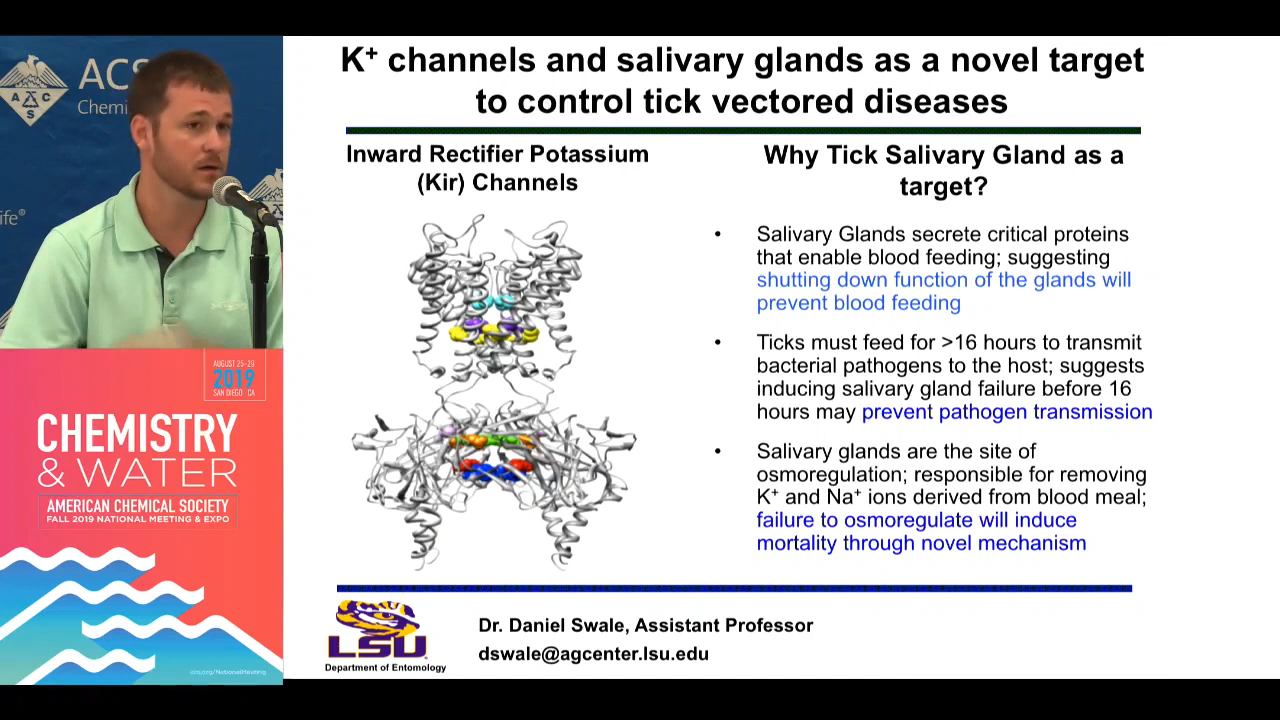 K⁺ channels and salivary glands as a novel target
to control tick vectored diseases
Inward Rectifier Potassium
(Kir) Channels
Why Tick Salivary Gland as a
target?
• Salivary Glands secrete critical proteins
that enable blood feeding; suggesting
shutting down function of the glands will
prevent blood feeding
• Ticks must feed for >16 hours to transmit
bacterial pathogens to the host; suggests
inducing salivary gland failure before 16
hours may prevent pathogen transmission
• Salivary glands are the site of
osmoregulation; responsible for removing
K⁺ and Na⁺ ions derived from blood meal;
failure to osmoregulate will induce
mortality through novel mechanism
LSU
Department of Entomology
Dr. Daniel Swale, Assistant Professor
dswale@agcenter.lsu.edu
ACS
Chemi
A C S
ife®
AUGUST 25-29
2019
SAN DIEGO CA
CHEMISTRY
& WATER
AMERICAN CHEMICAL SOCIETY
FALL 2019 NATIONAL MEETING & EXPO
acs.org/NationalMeeting